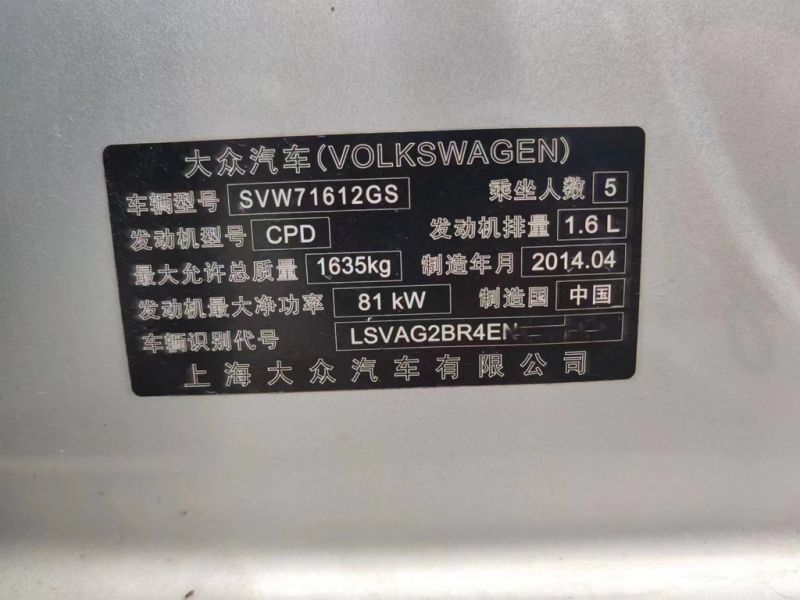 大众汽车(VOLKSWAGEN)
车辆型号 SVW71612GS 乘坐人数 5
发动机型号 CPD 发动机排量 1.6 L
最大允许总质量 1635kg 制造年月 2014.04
发动机最大净功率 81 kW 制造国 中国
车辆识别代号 LSVAG2BR4EN
上海大众汽车有限公司